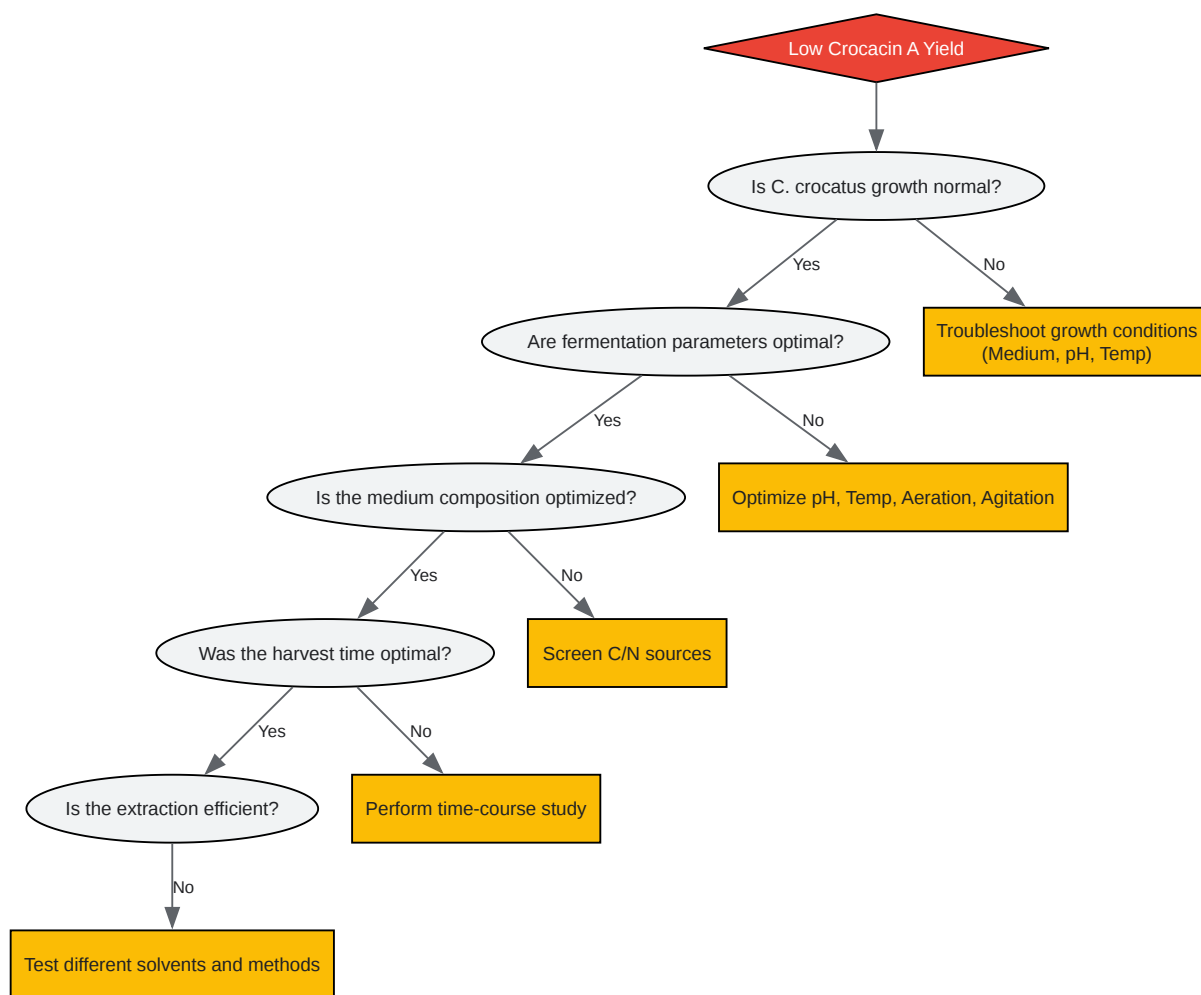 Low Crocacin A Yield
Is C. crocatus growth normal?
Yes
No
Are fermentation parameters optimal?
Troubleshoot growth conditions
(Medium, pH, Temp)
Yes
No
Is the medium composition optimized?
Optimize pH, Temp, Aeration, Agitation
Yes
No
Was the harvest time optimal?
Screen C/N sources
Yes
No
Is the extraction efficient?
Perform time-course study
No
Test different solvents and methods